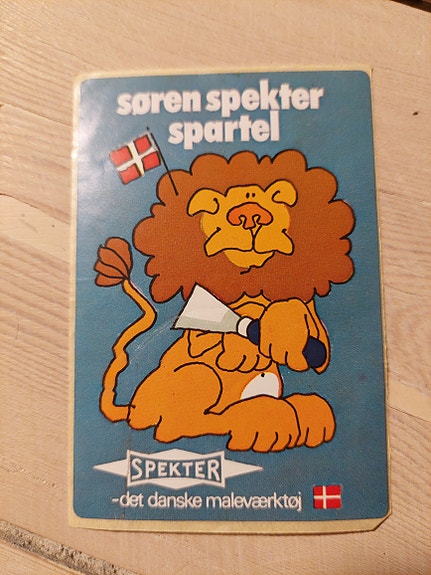 søren spekter
spartel
SPEKTER
-det danske maleværktøj